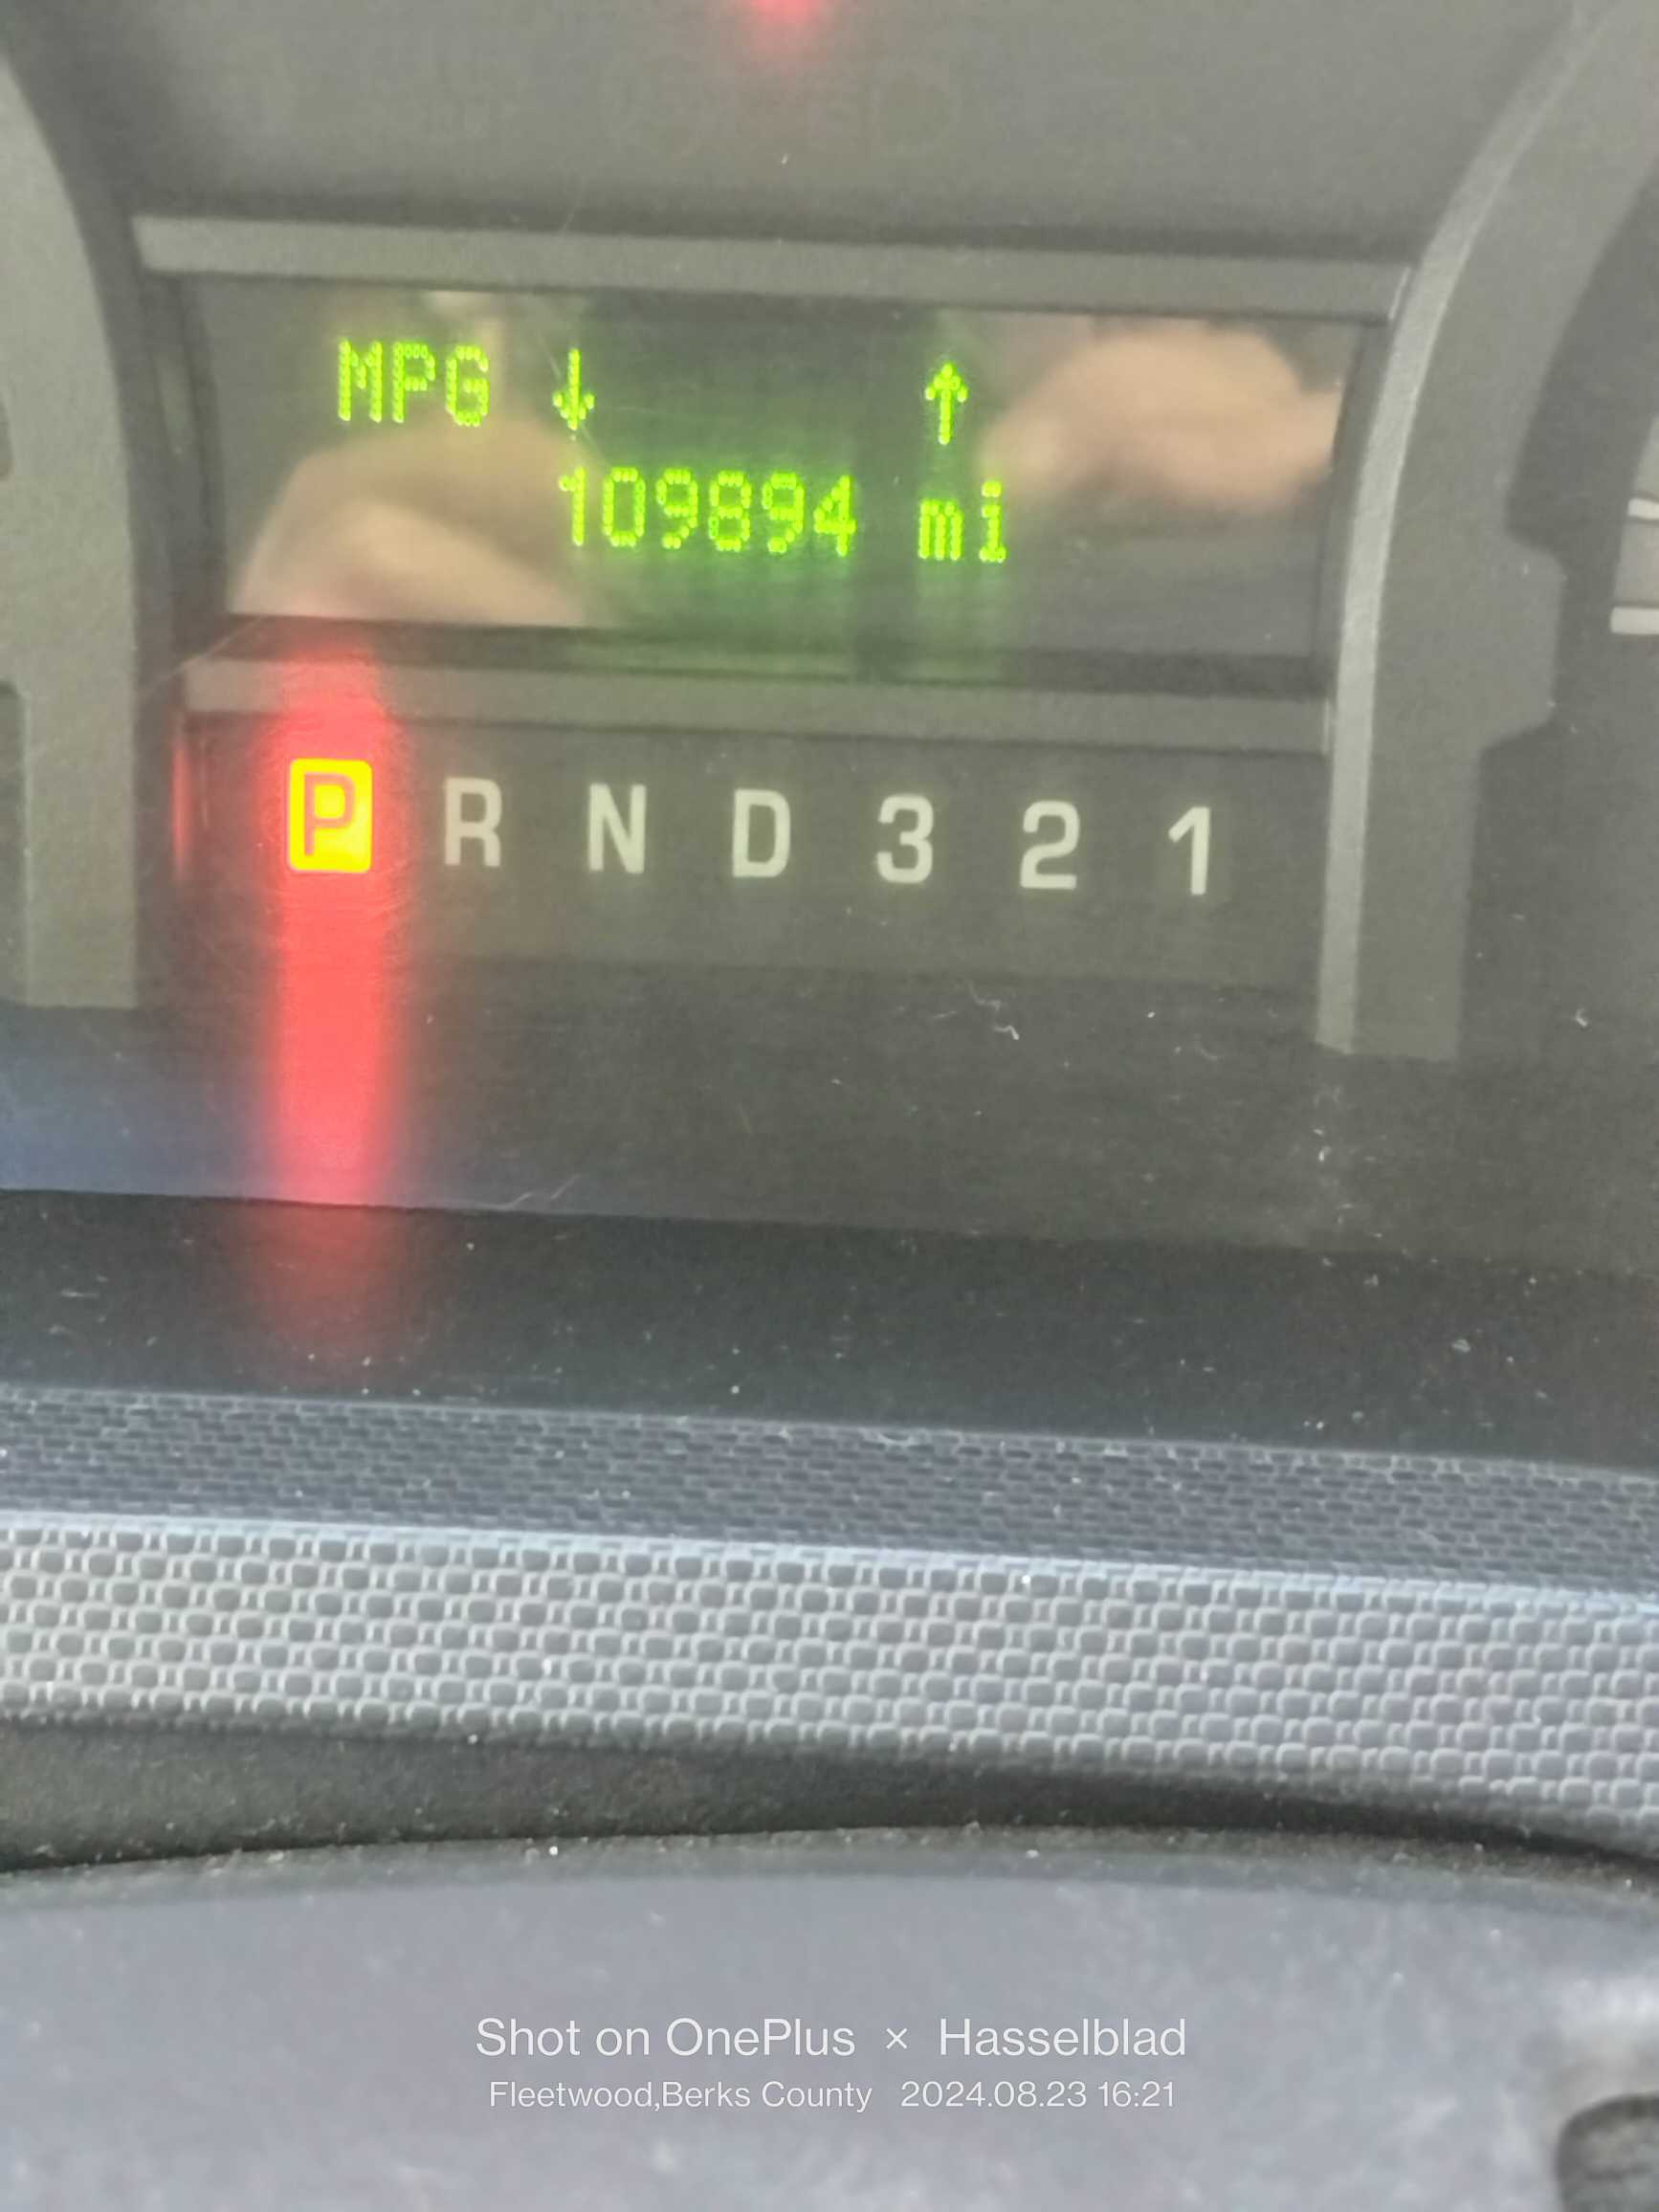 MPG ↓ ↑
109894 mi
P R N D 3 2 1
Shot on OnePlus × Hasselblad
Fleetwood,Berks County 2024.08.23 16:21